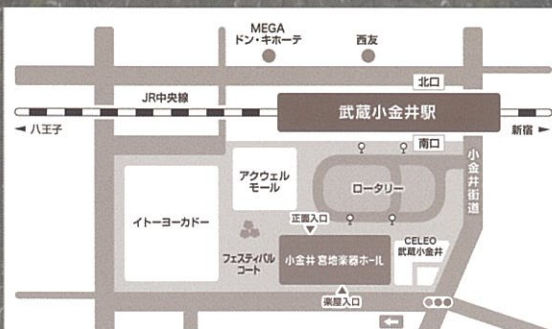 MEGA
ドン・キホーテ
西友
北口
JR中央線
武蔵小金井駅
八王子
新宿
南口
小金井街道
アクウェル
モール
ロータリー
イトーヨーカドー
正面入口
フェスティバル
コート
小金井 宮地楽器ホール
CELEO
武蔵小金井
楽屋入口